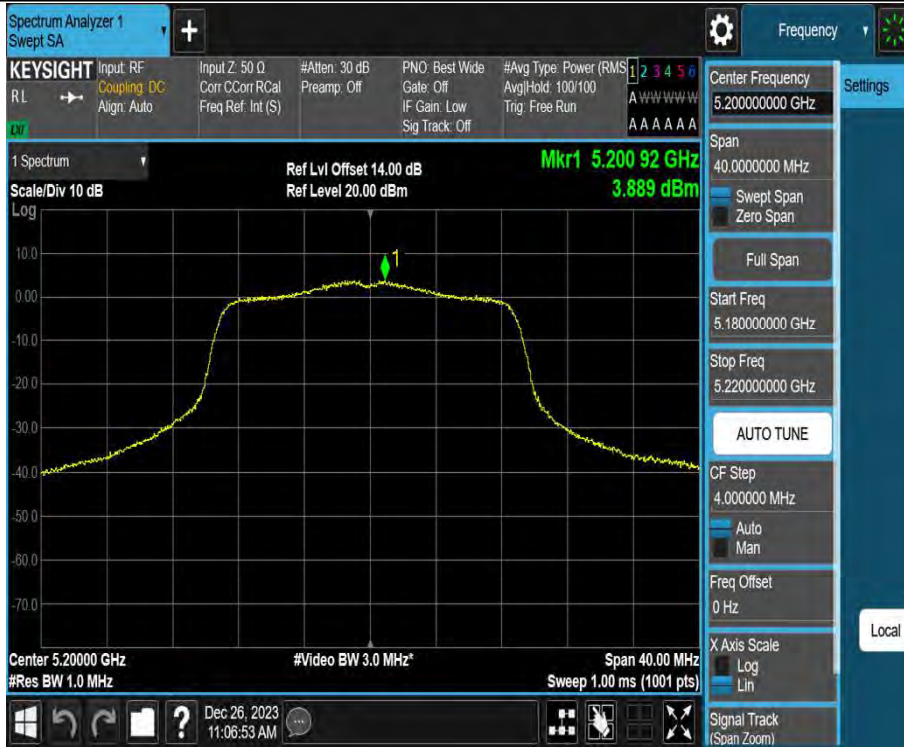 Spectrum Analyzer 1
Swept SA
+
Frequency
KEYSIGHT
RL
LXI
Input: RF
Coupling: DC
Align: Auto
Input Z: 50 Ω
Corr CCorr RCal
Freq Ref: Int (S)
#Atten: 30 dB
Preamp: Off
PNO: Best Wide
Gate: Off
IF Gain: Low
Sig Track: Off
#Avg Type: Power (RMS
Avg|Hold: 100/100
Trig: Free Run
1 2 3 4 5 6
A W W W W W
A A A A A A
1 Spectrum
Scale/Div 10 dB
Ref Lvl Offset 14.00 dB
Ref Level 20.00 dBm
Mkr1 5.200 92 GHz
3.889 dBm
Log
10.0
0.00
-10.0
-20.0
-30.0
-40.0
-50.0
-60.0
-70.0
1
Center 5.20000 GHz
#Res BW 1.0 MHz
#Video BW 3.0 MHz*
Span 40.00 MHz
Sweep 1.00 ms (1001 pts)
?
Dec 26, 2023
11:06:53 AM
Center Frequency
5.200000000 GHz
Span
40.0000000 MHz
Swept Span
Zero Span
Full Span
Start Freq
5.180000000 GHz
Stop Freq
5.220000000 GHz
AUTO TUNE
CF Step
4.000000 MHz
Auto
Man
Freq Offset
0 Hz
X Axis Scale
Log
Lin
Signal Track
(Span Zoom)
Settings
Local